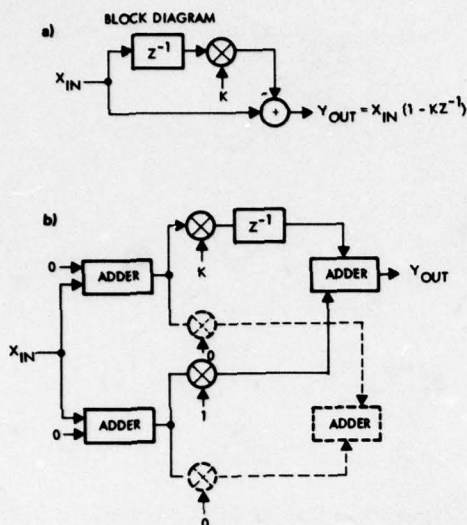 BLOCK DIAGRAM
a)
Z⁻¹
X_IN
K
-
+
Y_OUT = X_IN (1 - KZ⁻¹)
b)
Z⁻¹
0
ADDER
K
ADDER
Y_OUT
0
X_IN
1
ADDER
0
ADDER
0